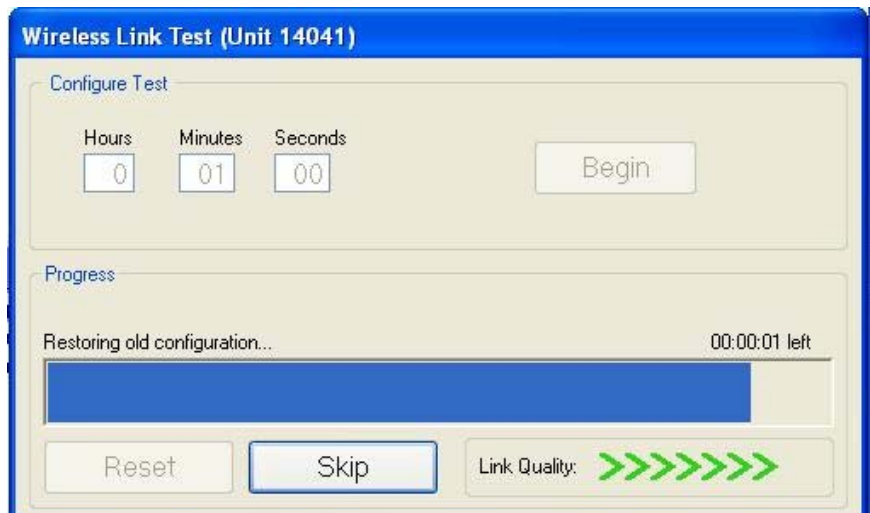 Wireless Link Test (Unit 14041)
Configure Test
Hours Minutes Seconds
0 01 00
Begin
Progress
Restoring old configuration... 00:00:01 left
Reset Skip Link Quality: >>>>>>>